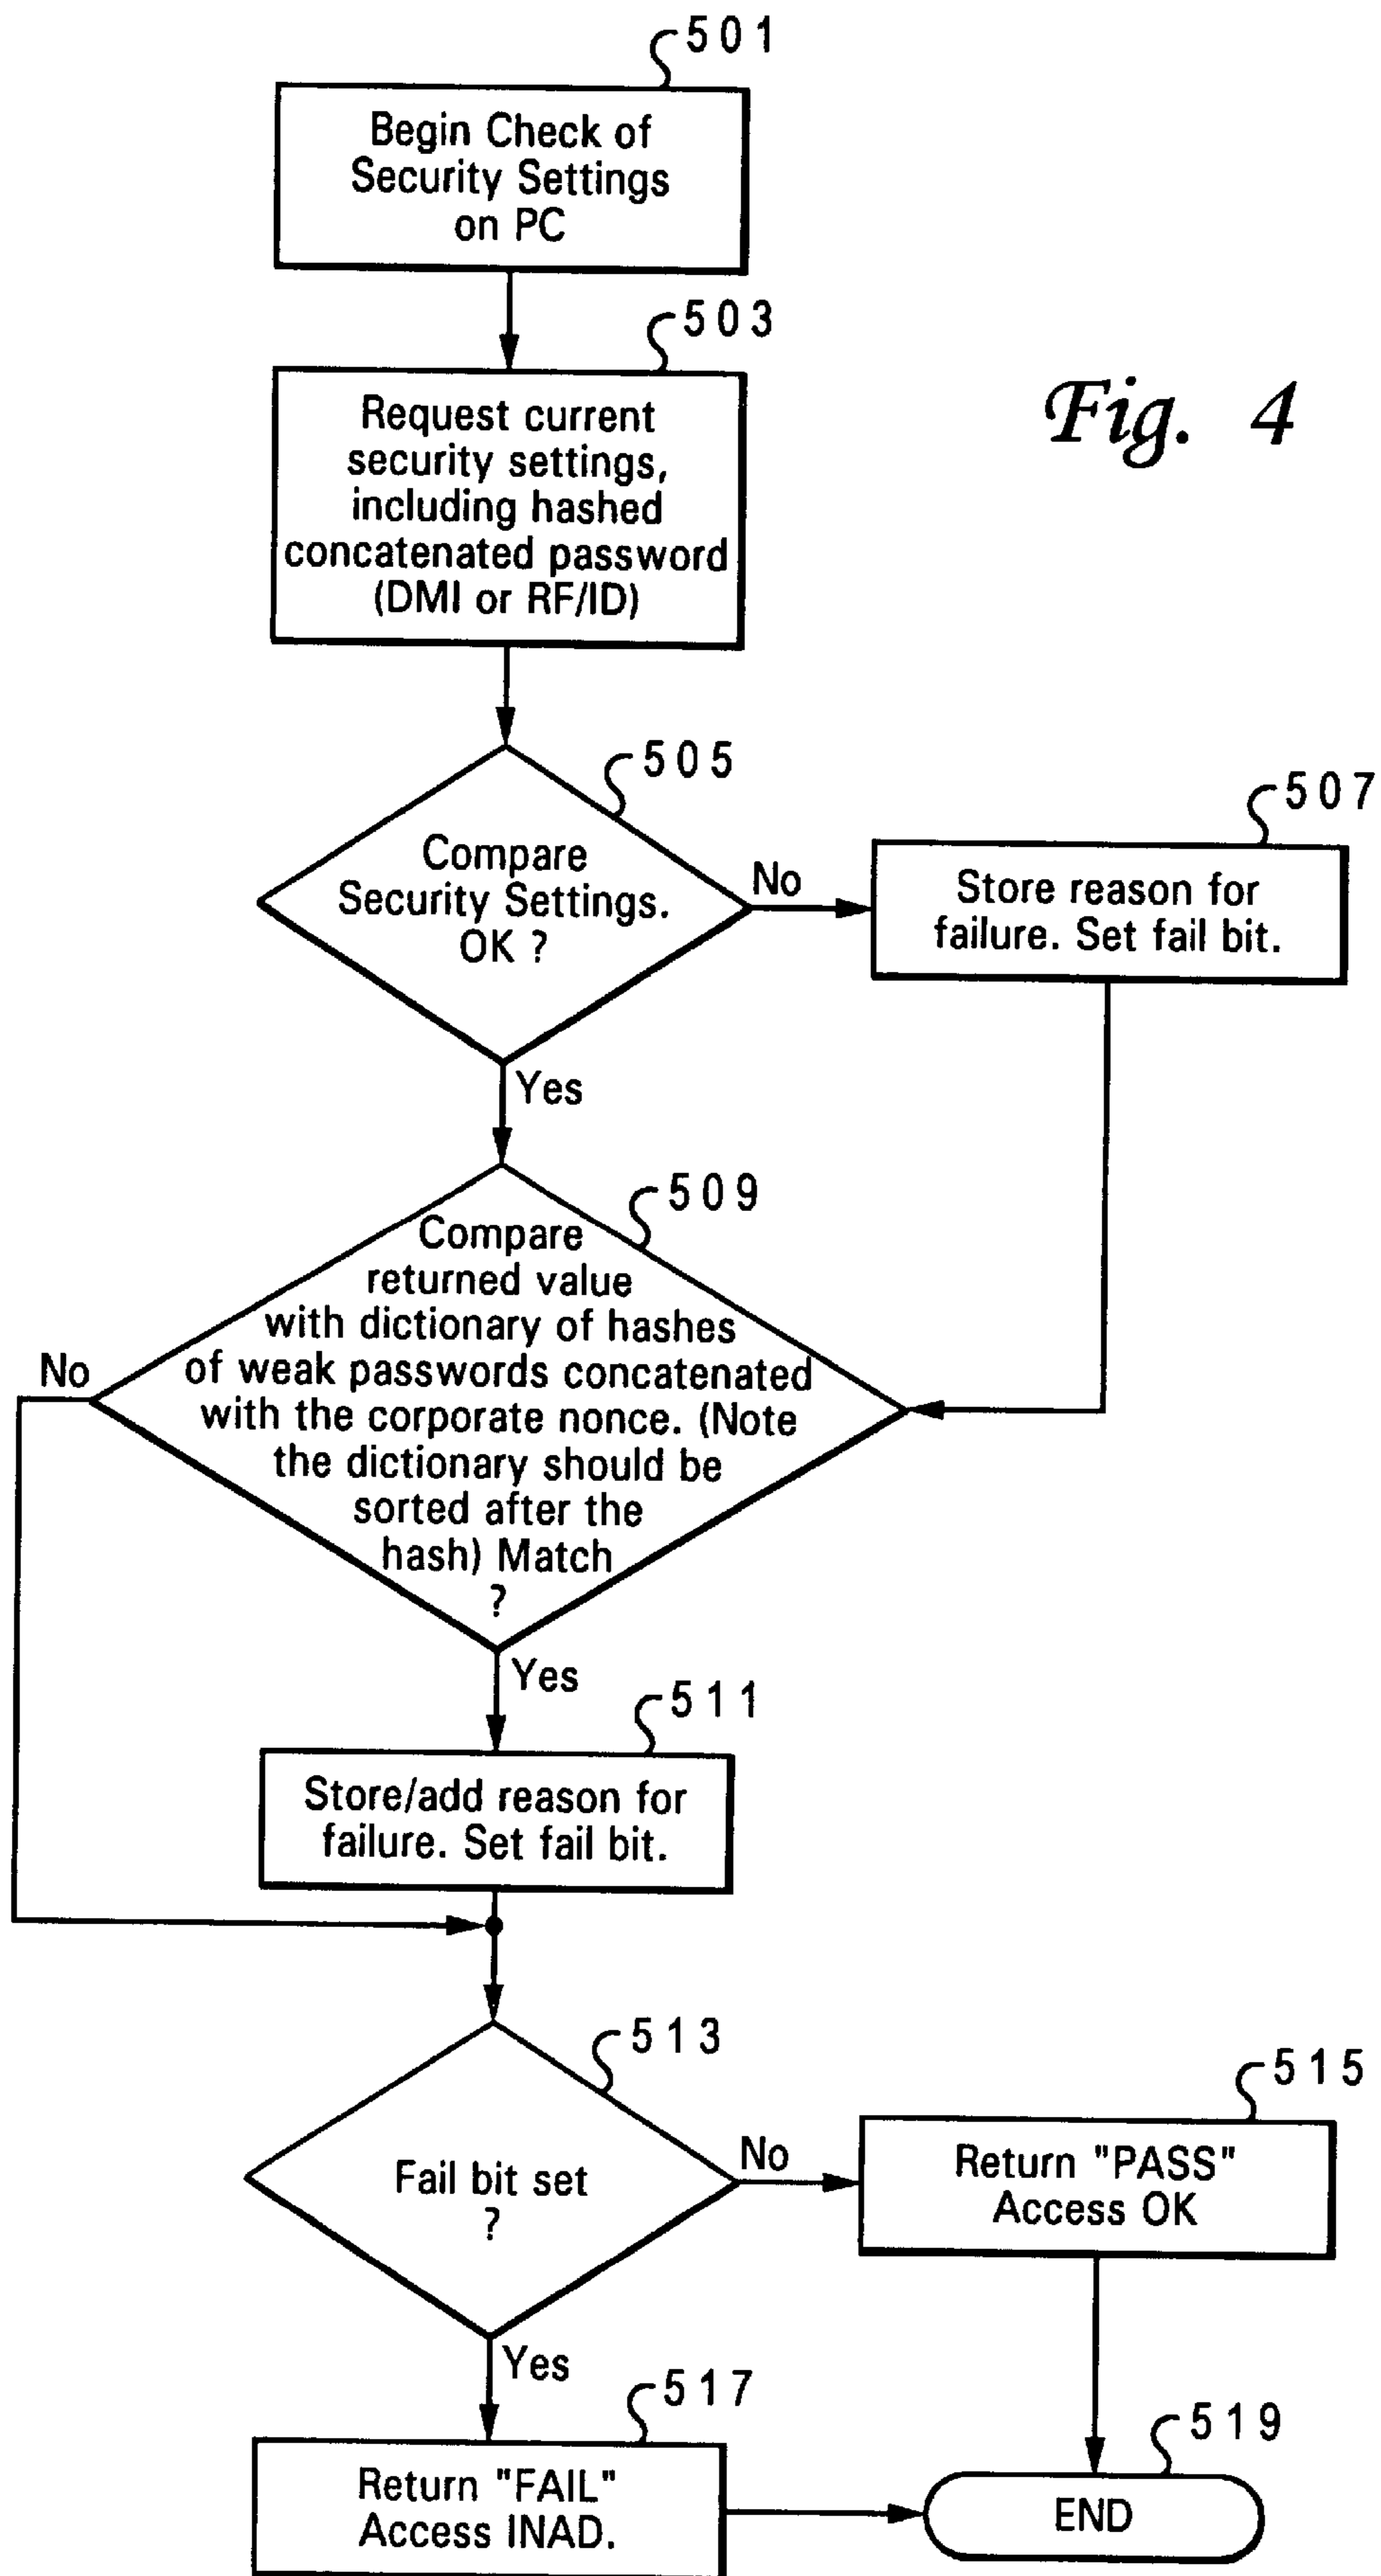 501
Begin Check of
Security Settings
on PC
503
Request current
security settings,
including hashed
concatenated password
(DMI or RF/ID)
Fig. 4
505
Compare
Security Settings.
OK ?
No
507
Store reason for
failure. Set fail bit.
Yes
509
Compare
returned value
with dictionary of hashes
of weak passwords concatenated
with the corporate nonce. (Note
the dictionary should be
sorted after the
hash) Match
?
No
Yes
511
Store/add reason for
failure. Set fail bit.
513
Fail bit set
?
No
515
Return "PASS"
Access OK
Yes
517
Return "FAIL"
Access INAD.
519
END